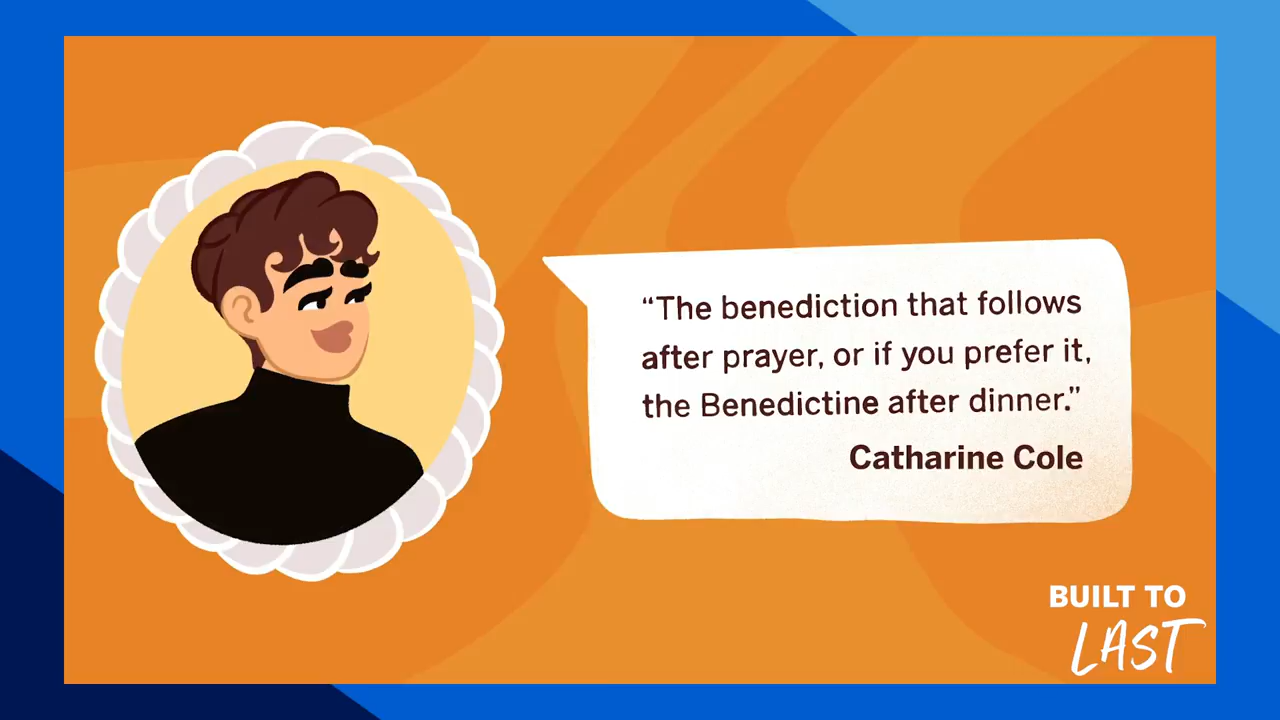 “The benediction that follows
after prayer, or if you prefer it,
the Benedictine after dinner.”
Catharine Cole
BUILT TO
LAST